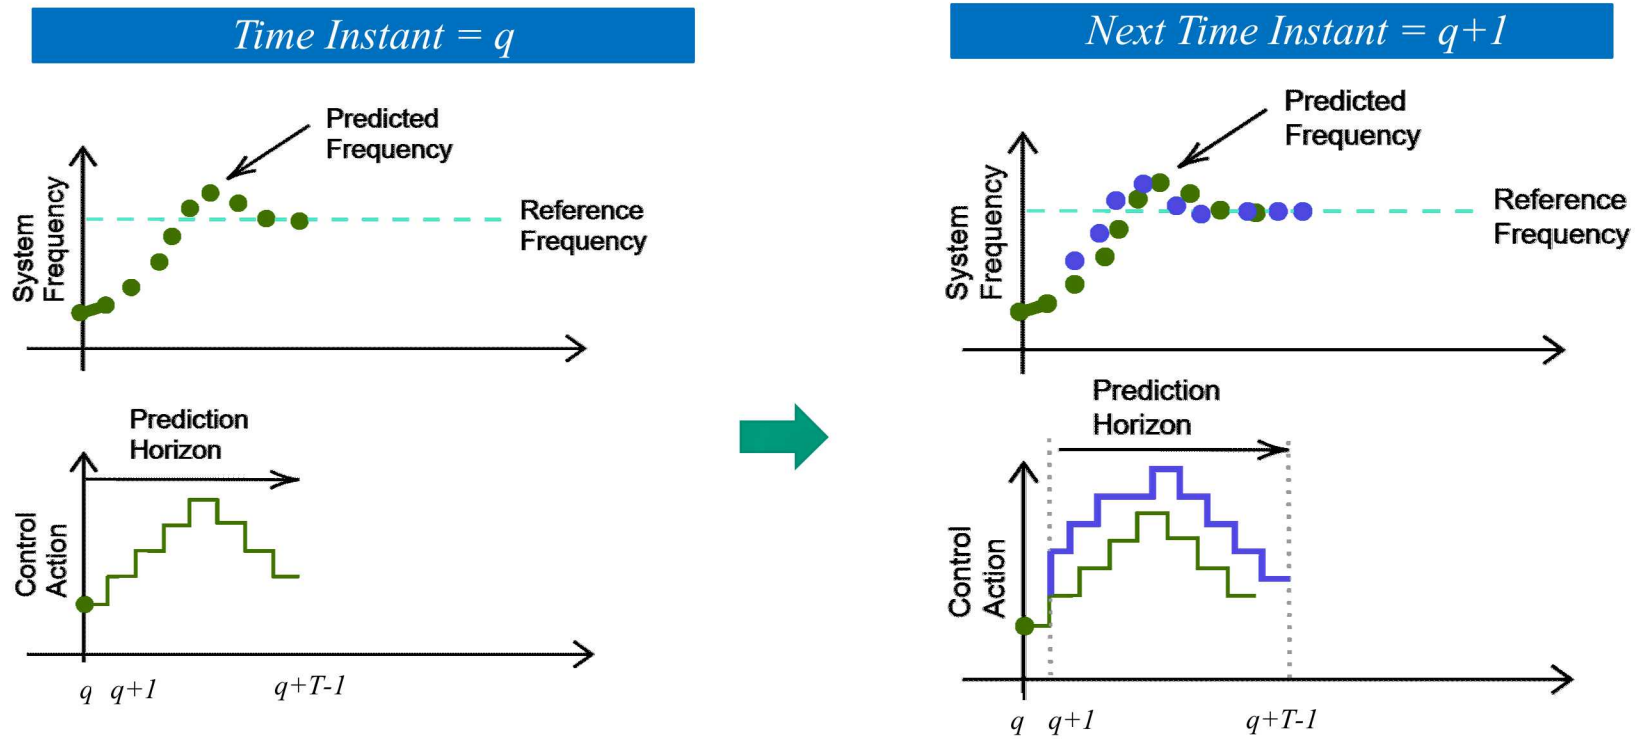 Time Instant = q
Predicted
Frequency
System
Frequency
Reference
Frequency
Prediction
Horizon
Control
Action
q
q+1
q+T-1
Next Time Instant = q+1
Predicted
Frequency
System
Frequency
Reference
Frequency
Prediction
Horizon
Control
Action
q
q+1
q+T-1